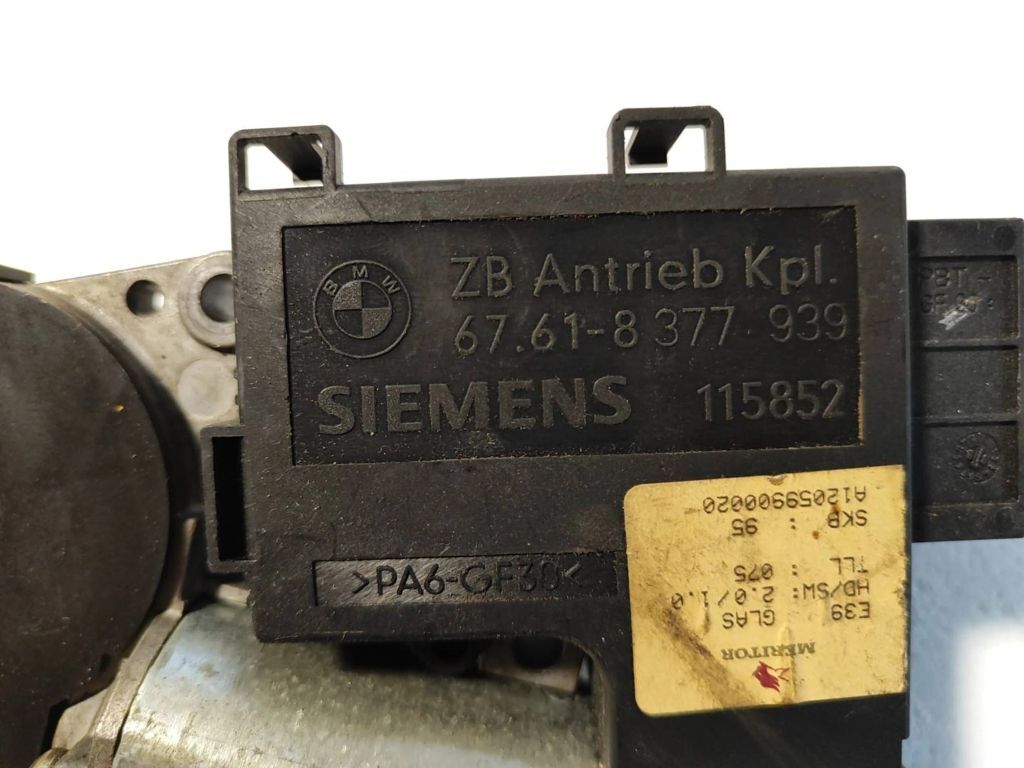 BMW
ZB Antrieb Kpl.
67.61-8 377 939
SIEMENS 115852
>PA6-GF30<
MERITOR
E39 GLAS
HD/SW: 2.0/1.0
TLL : 075
SKB : 95
A12059900020